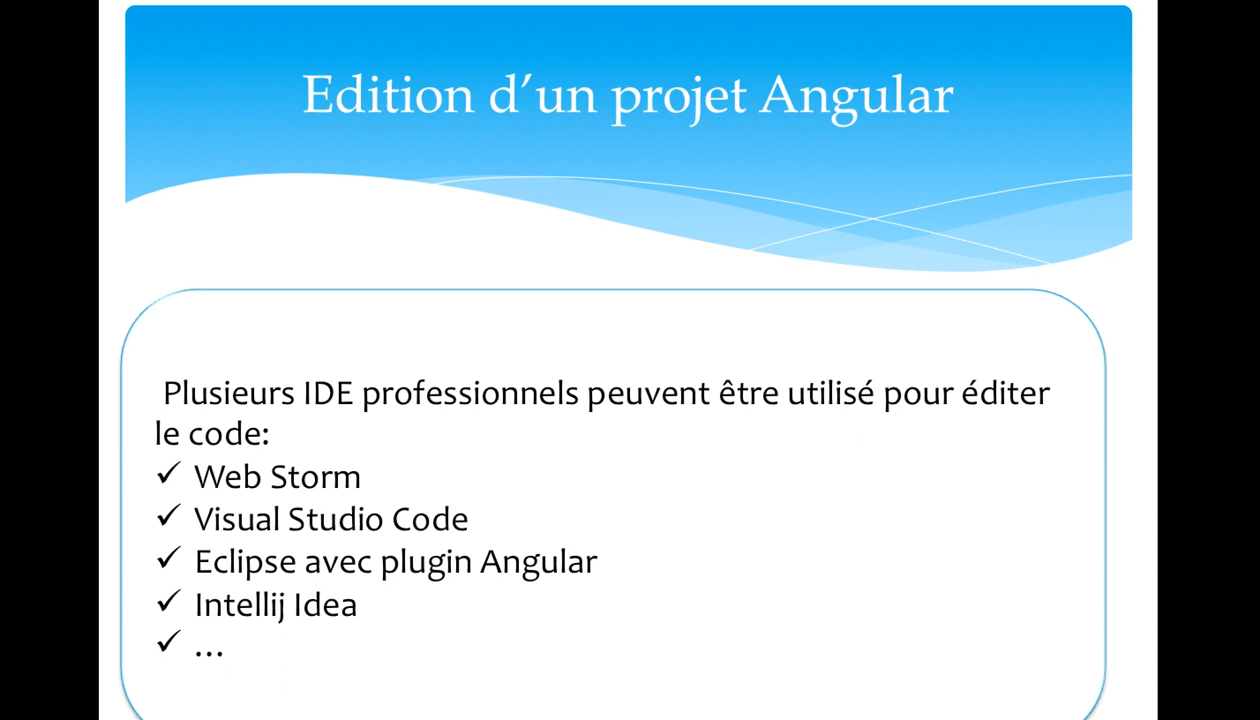 Edition d’un projet Angular
Plusieurs IDE professionnels peuvent être utilisé pour éditer
le code:
✓ Web Storm
✓ Visual Studio Code
✓ Eclipse avec plugin Angular
✓ Intellij Idea
✓ …